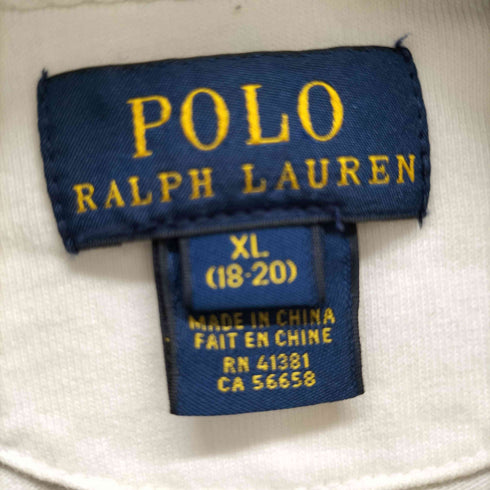 POLO
RALPH LAUREN
XL
(18-20)
MADE IN CHINA
FAIT EN CHINE
RN 41381
CA 56658